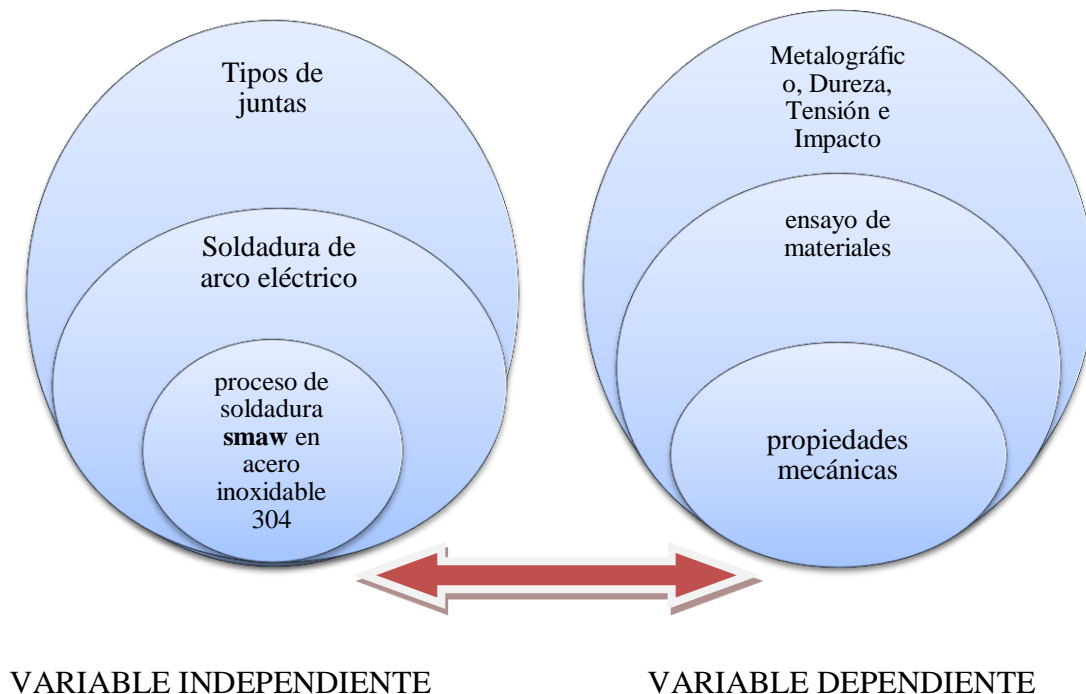 Tipos de
juntas
Soldadura de
arco eléctrico
proceso de
soldadura
smaw en
acero
inoxidable
304
Metalográfic
o, Dureza,
Tensión e
Impacto
ensayo de
materiales
propiedades
mecánicas
VARIABLE INDEPENDIENTE
VARIABLE DEPENDIENTE